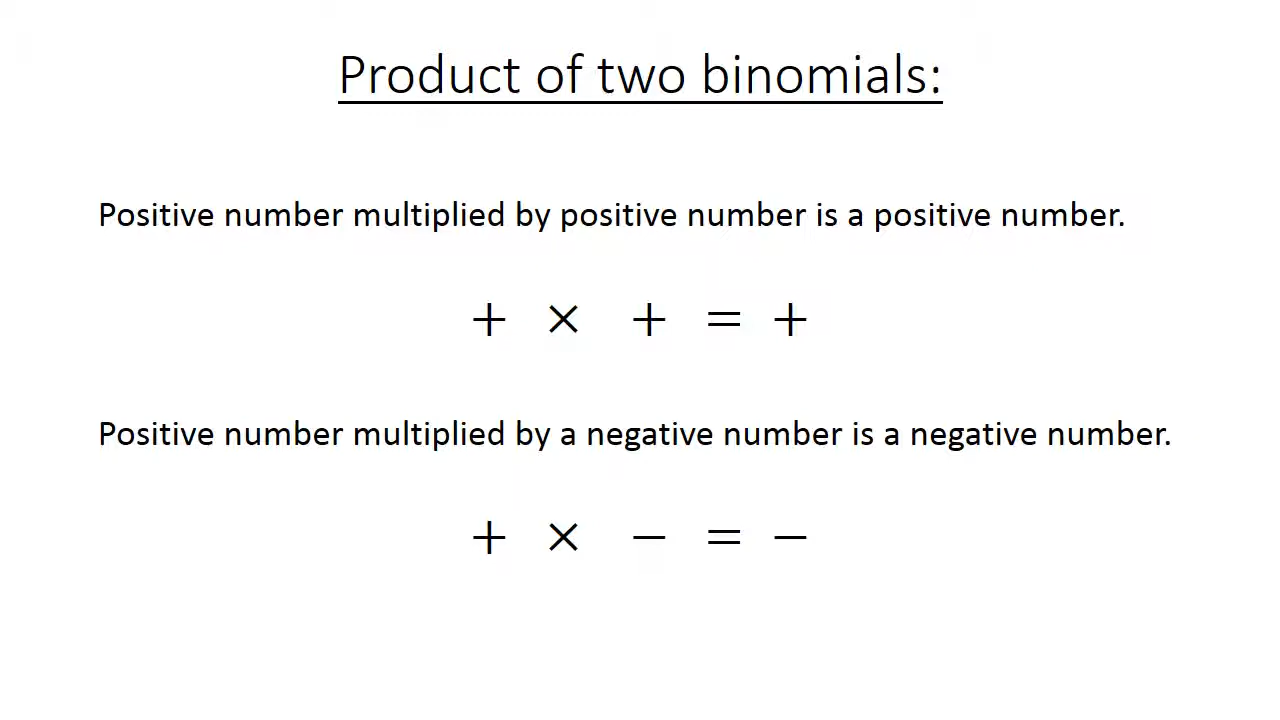 Product of two binomials:
Positive number multiplied by positive number is a positive number.
+ × + = +
Positive number multiplied by a negative number is a negative number.
+ × − = −